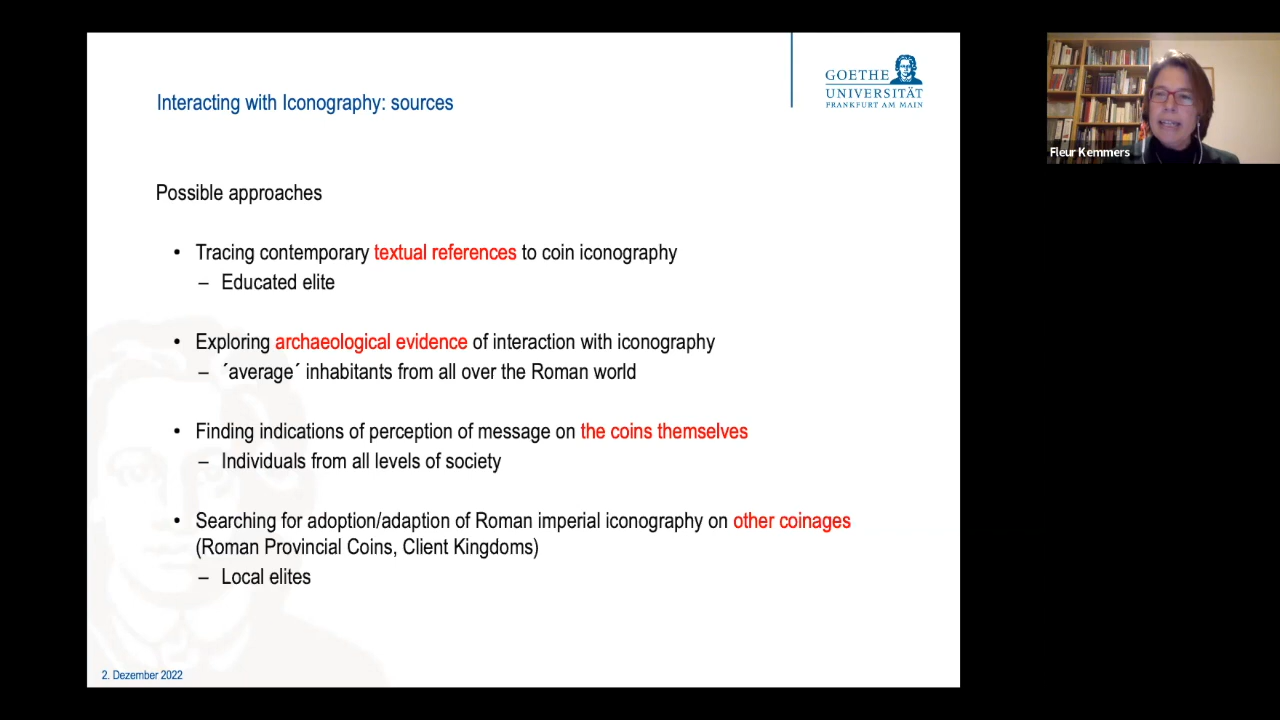 GOETHE
UNIVERSITÄT
FRANKFURT AM MAIN
Interacting with Iconography: sources
Fleur Kemmers
Possible approaches
• Tracing contemporary textual references to coin iconography
– Educated elite
• Exploring archaeological evidence of interaction with iconography
– ´average´ inhabitants from all over the Roman world
• Finding indications of perception of message on the coins themselves
– Individuals from all levels of society
• Searching for adoption/adaption of Roman imperial iconography on other coinages
(Roman Provincial Coins, Client Kingdoms)
– Local elites
2. Dezember 2022